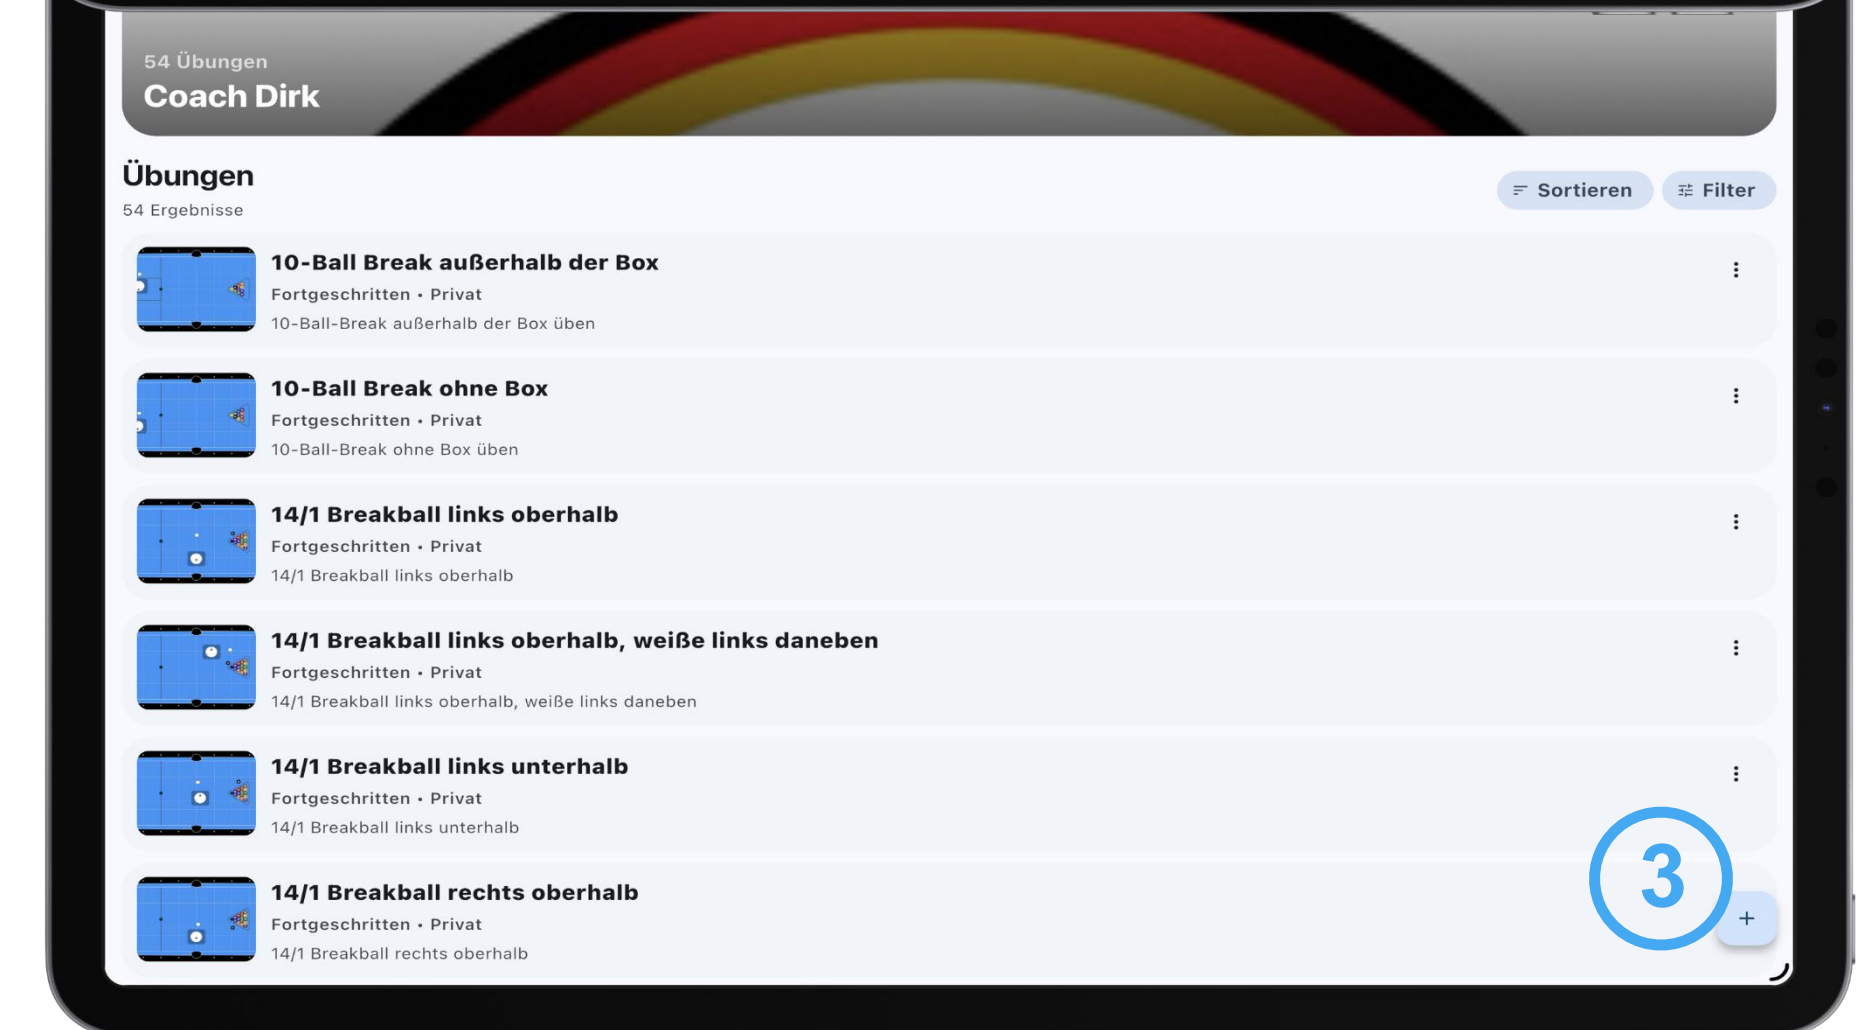 54 Übungen
Coach Dirk
Übungen
54 Ergebnisse
Sortieren
Filter
10-Ball Break außerhalb der Box
Fortgeschritten • Privat
10-Ball-Break außerhalb der Box üben
10-Ball Break ohne Box
Fortgeschritten • Privat
10-Ball-Break ohne Box üben
14/1 Breakball links oberhalb
Fortgeschritten • Privat
14/1 Breakball links oberhalb
14/1 Breakball links oberhalb, weiße links daneben
Fortgeschritten • Privat
14/1 Breakball links oberhalb, weiße links daneben
14/1 Breakball links unterhalb
Fortgeschritten • Privat
14/1 Breakball links unterhalb
14/1 Breakball rechts oberhalb
Fortgeschritten • Privat
14/1 Breakball rechts oberhalb
3
+